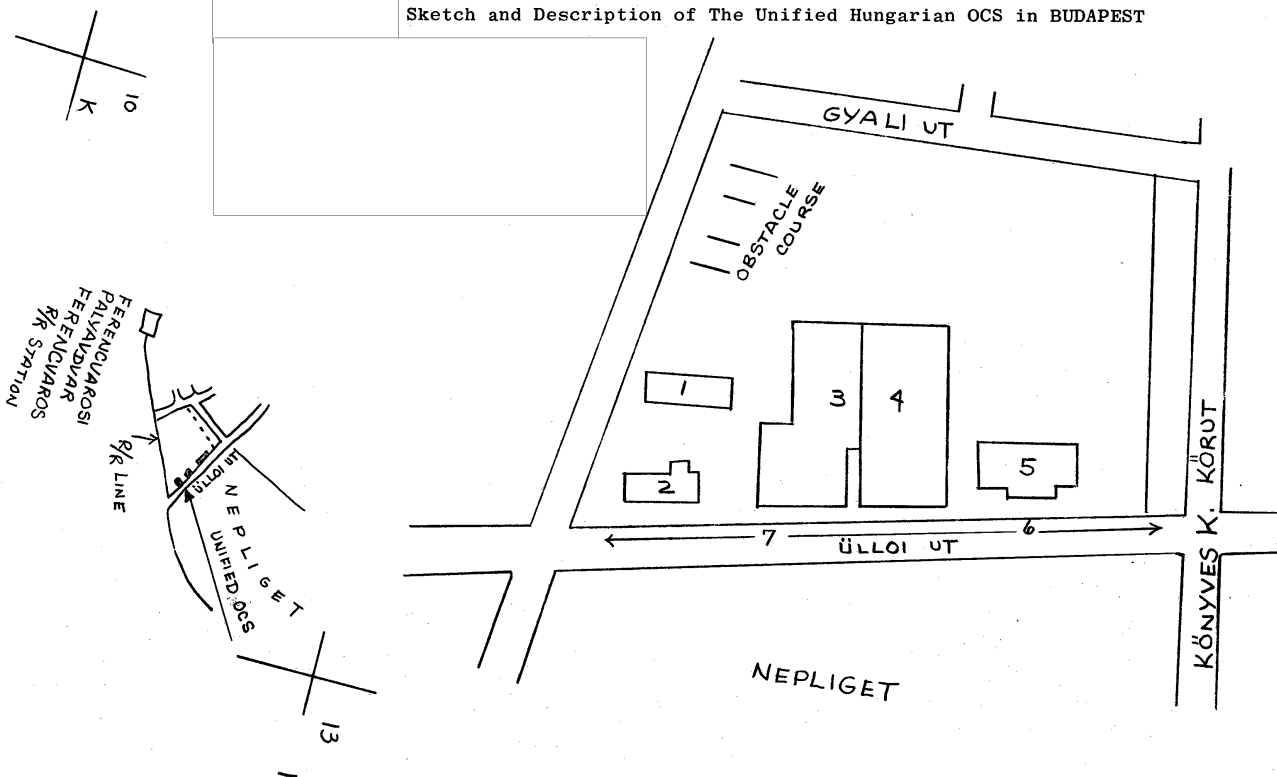 Sketch and Description of The Unified Hungarian OCS in BUDAPEST
10
K
GYALI UT
OBSTACLE
COURSE
FERENCVAROSI
PALYAUDVAR
FERENCVAROS
R/R STATION
R/R LINE
ÜLLOI UT
NEPLIGET
UNIFIED OCS
1
2
3
4
5
6
7
ÜLLOI UT
KÖNYVES K. KÖRUT
NEPLIGET
13